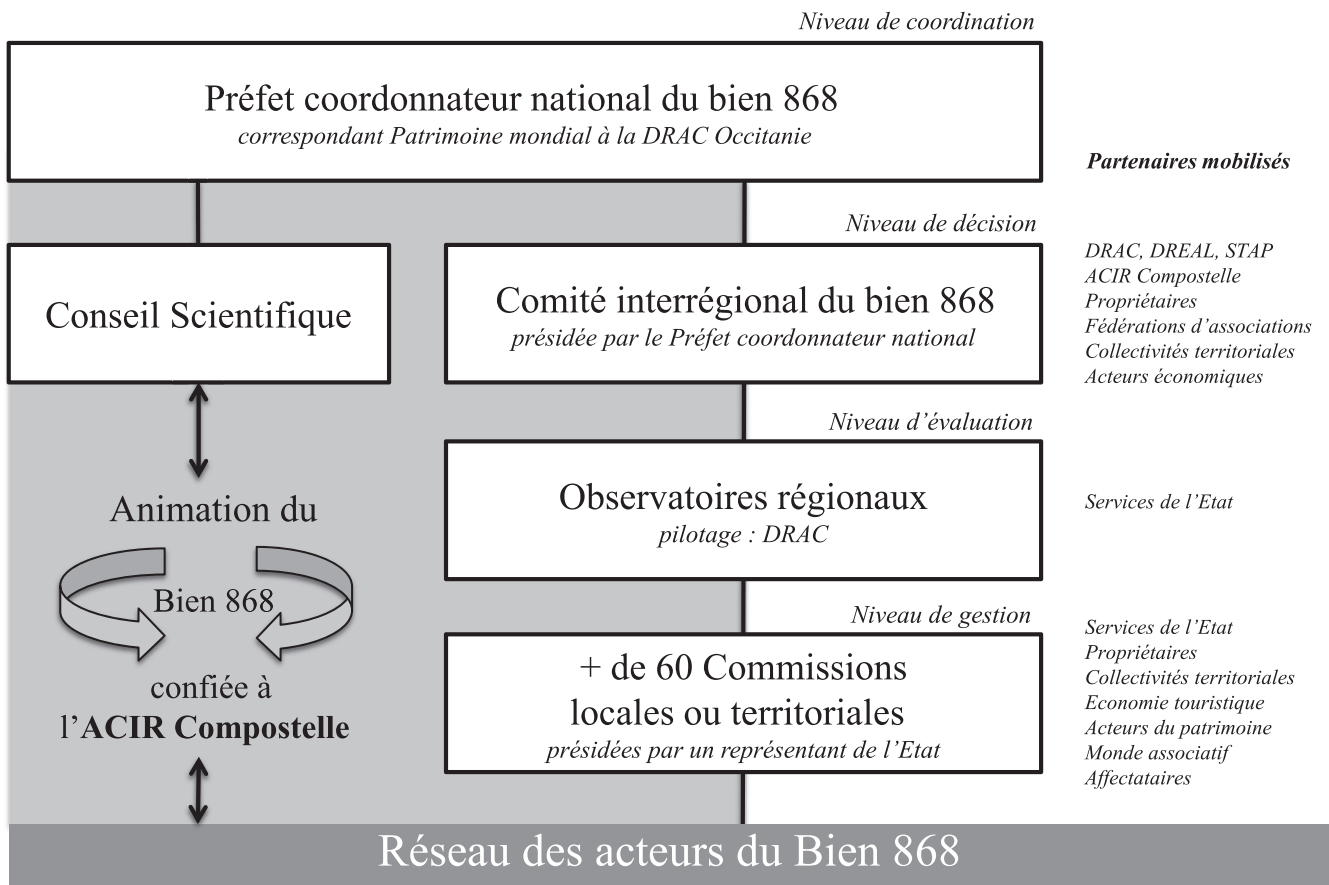 Niveau de coordination
Préfet coordonnateur national du bien 868
correspondant Patrimoine mondial à la DRAC Occitanie
Partenaires mobilisés
Niveau de décision
Conseil Scientifique
Comité interrégional du bien 868
présidée par le Préfet coordonnateur national
DRAC, DREAL, STAP
ACIR Compostelle
Propriétaires
Fédérations d'associations
Collectivités territoriales
Acteurs économiques
Niveau d'évaluation
Observatoires régionaux
pilotage : DRAC
Services de l'Etat
Animation du
Bien 868
confiée à
l'ACIR Compostelle
Niveau de gestion
+ de 60 Commissions
locales ou territoriales
présidées par un représentant de l'Etat
Services de l'Etat
Propriétaires
Collectivités territoriales
Economie touristique
Acteurs du patrimoine
Monde associatif
Affectataires
Réseau des acteurs du Bien 868